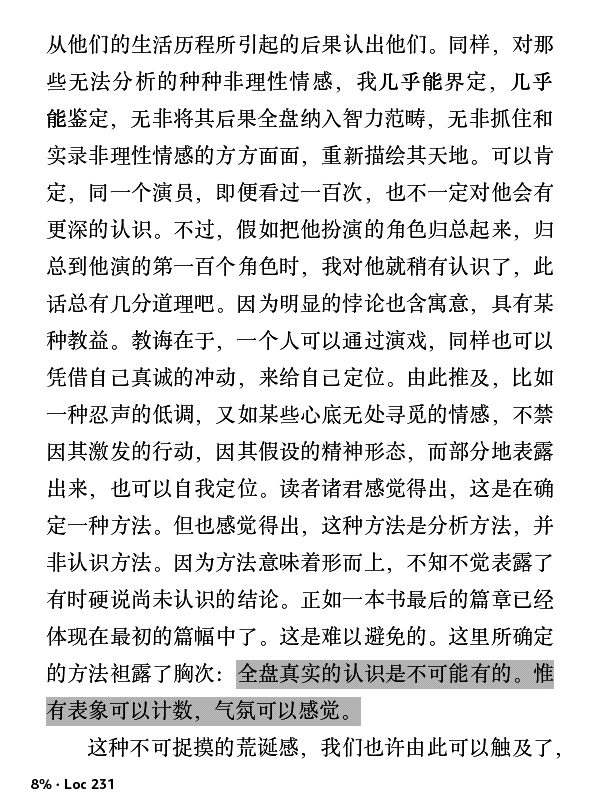 从他们的生活历程所引起的后果认出他们。同样，对那
些无法分析的种种非理性情感，我几乎能界定，几乎
能鉴定，无非将其后果全盘纳入智力范畴，无非抓住和
实录非理性情感的方方面面，重新描绘其天地。可以肯
定，同一个演员，即便看过一百次，也不一定对他会有
更深的认识。不过，假如把他扮演的角色归总起来，归
总到他演的第一百个角色时，我对他就稍有认识了，此
话总有几分道理吧。因为明显的悖论也含寓意，具有某
种教益。教诲在于，一个人可以通过演戏，同样也可以
凭借自己真诚的冲动，来给自己定位。由此推及，比如
一种忍声的低调，又如某些心底无处寻觅的情感，不禁
因其激发的行动，因其假设的精神形态，而部分地表露
出来，也可以自我定位。读者诸君感觉得出，这是在确
定一种方法。但也感觉得出，这种方法是分析方法，并
非认识方法。因为方法意味着形而上，不知不觉表露了
有时硬说尚未认识的结论。正如一本书最后的篇章已经
体现在最初的篇幅中了。这是难以避免的。这里所确定
的方法袒露了胸次：全盘真实的认识是不可能有的。惟
有表象可以计数，气氛可以感觉。
这种不可捉摸的荒诞感，我们也许由此可以触及了，
8% · Loc 231